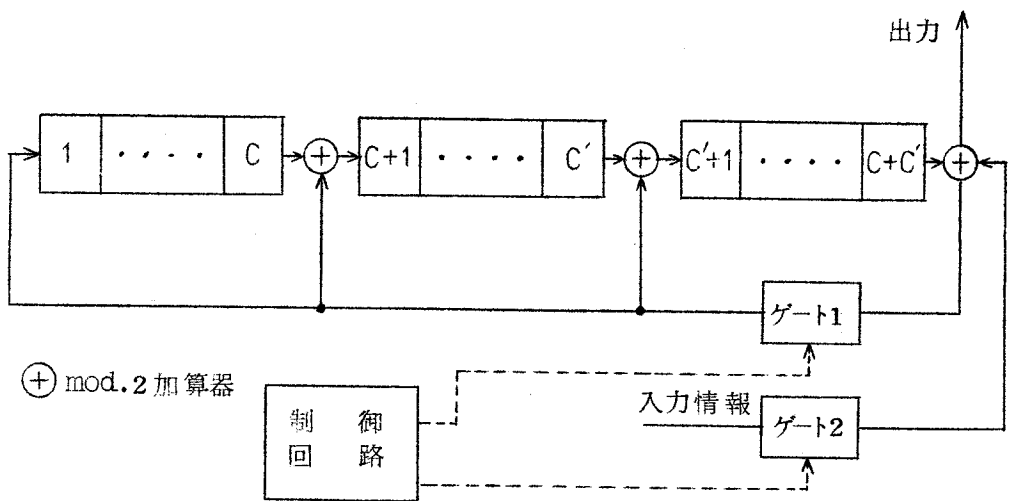 出力
1 ・・・・ C + C+1 ・・・・ C′ + C′+1 ・・・・ C+C′ +
ゲート1
+ mod.2加算器
制御
回路
入力情報
ゲート2